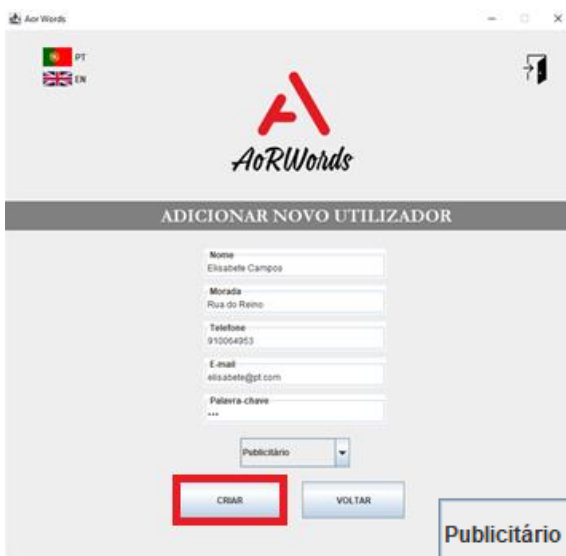 Aor Words
PT
EN
AoRWords
ADICIONAR NOVO UTILIZADOR
Nome
Elisabete Campos
Morada
Rua do Reino
Telefone
910064953
E-mail
elisabete@pt.com
Palavra-chave
•••
Publicitário
CRIAR
VOLTAR
Publicitário